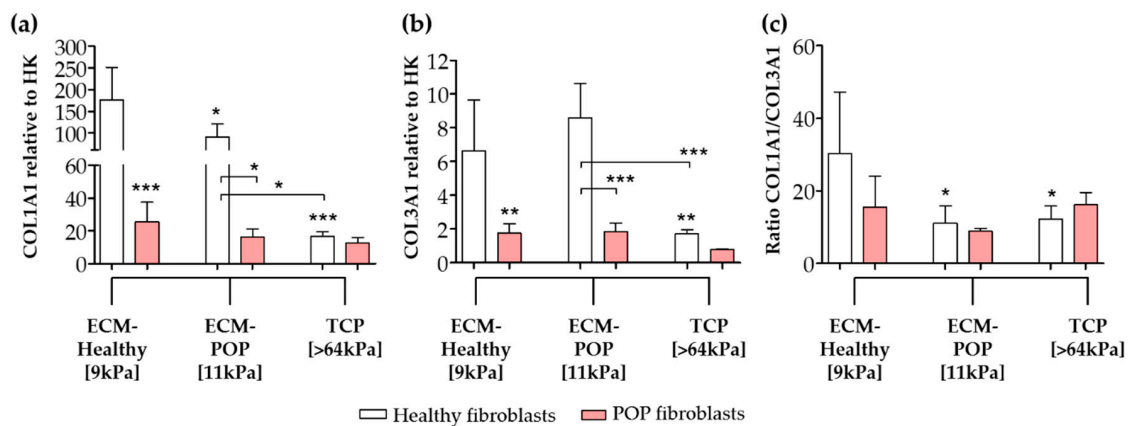 (a)
COL1A1 relative to HK
300
250
200
150
100
60
40
20
0
***
*
*
*
***
ECM-
Healthy
[9kPa]
ECM-
POP
[11kPa]
TCP
[>64kPa]
(b)
COL3A1 relative to HK
12
10
8
6
4
2
0
**
***
***
**
ECM-
Healthy
[9kPa]
ECM-
POP
[11kPa]
TCP
[>64kPa]
(c)
Ratio COL1A1/COL3A1
60
40
20
0
*
*
ECM-
Healthy
[9kPa]
ECM-
POP
[11kPa]
TCP
[>64kPa]
Healthy fibroblasts
POP fibroblasts